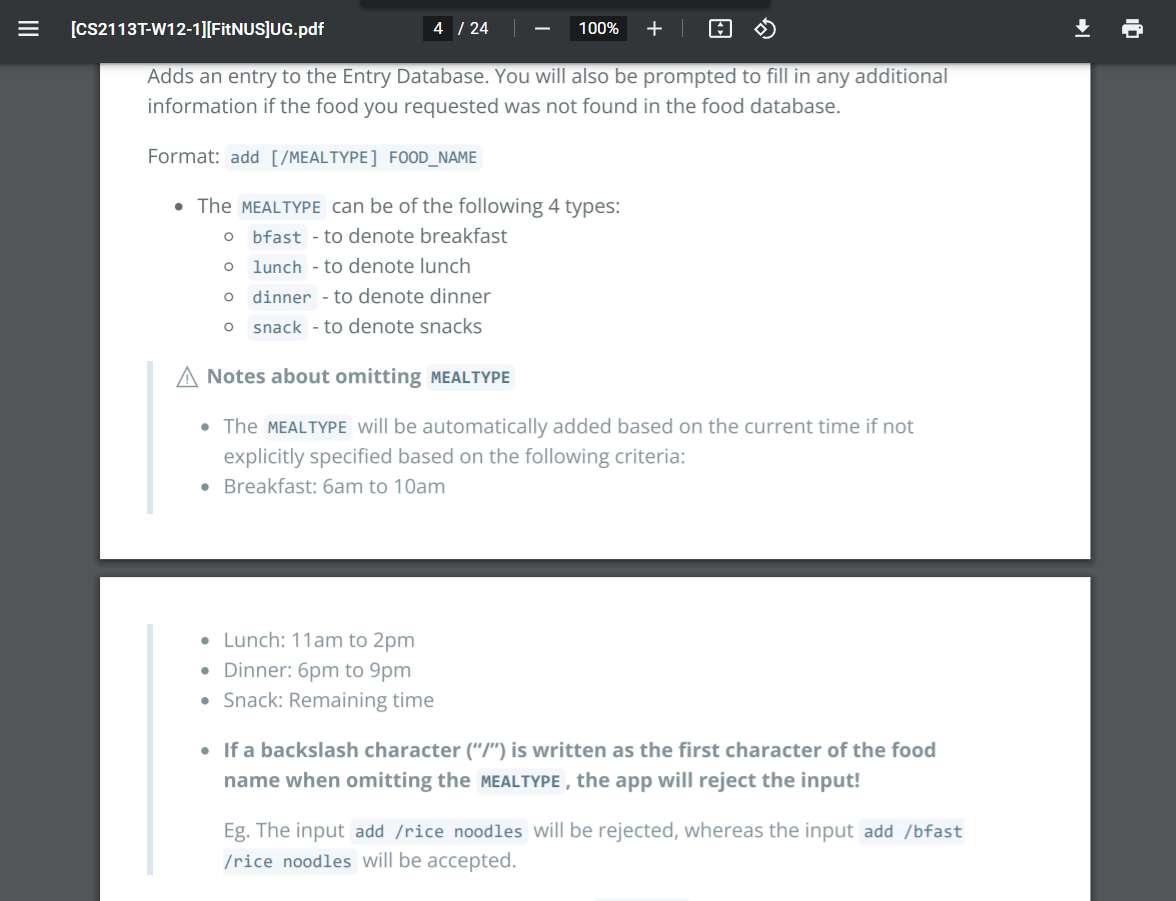 [CS2113T-W12-1][FitNUS]UG.pdf
4 / 24
100%
Adds an entry to the Entry Database. You will also be prompted to fill in any additional
information if the food you requested was not found in the food database.
Format: add [/MEALTYPE] FOOD_NAME
• The MEALTYPE can be of the following 4 types:
bfast - to denote breakfast
lunch - to denote lunch
dinner - to denote dinner
snack - to denote snacks
⚠ Notes about omitting MEALTYPE
• The MEALTYPE will be automatically added based on the current time if not
explicitly specified based on the following criteria:
• Breakfast: 6am to 10am
• Lunch: 11am to 2pm
• Dinner: 6pm to 9pm
• Snack: Remaining time
• If a backslash character (“/”) is written as the first character of the food
name when omitting the MEALTYPE, the app will reject the input!
Eg. The input add /rice noodles will be rejected, whereas the input add /bfast
/rice noodles will be accepted.